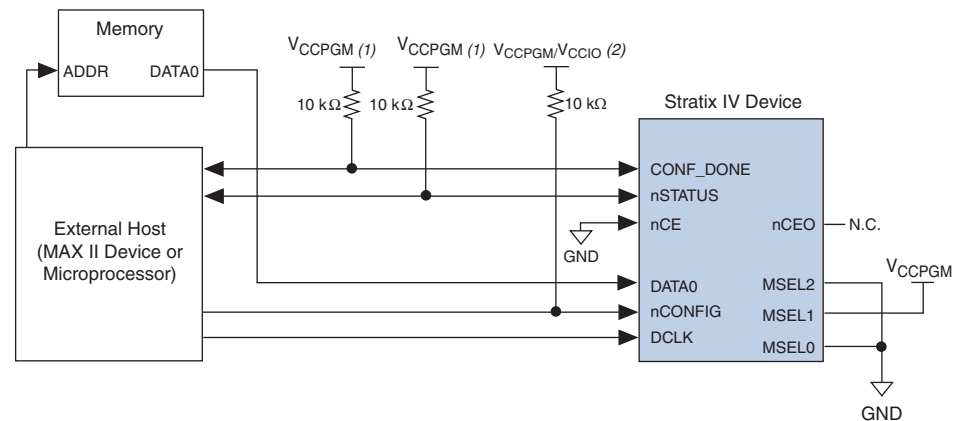 Memory
ADDR DATA0
VCCPGM (1)
VCCPGM (1)
VCCPGM/VCCIO (2)
10 kΩ
10 kΩ
10 kΩ
Stratix IV Device
External Host
(MAX II Device or
Microprocessor)
GND
CONF_DONE
nSTATUS
nCE
DATA0
nCONFIG
DCLK
nCEO
MSEL2
MSEL1
MSEL0
N.C.
VCCPGM
GND